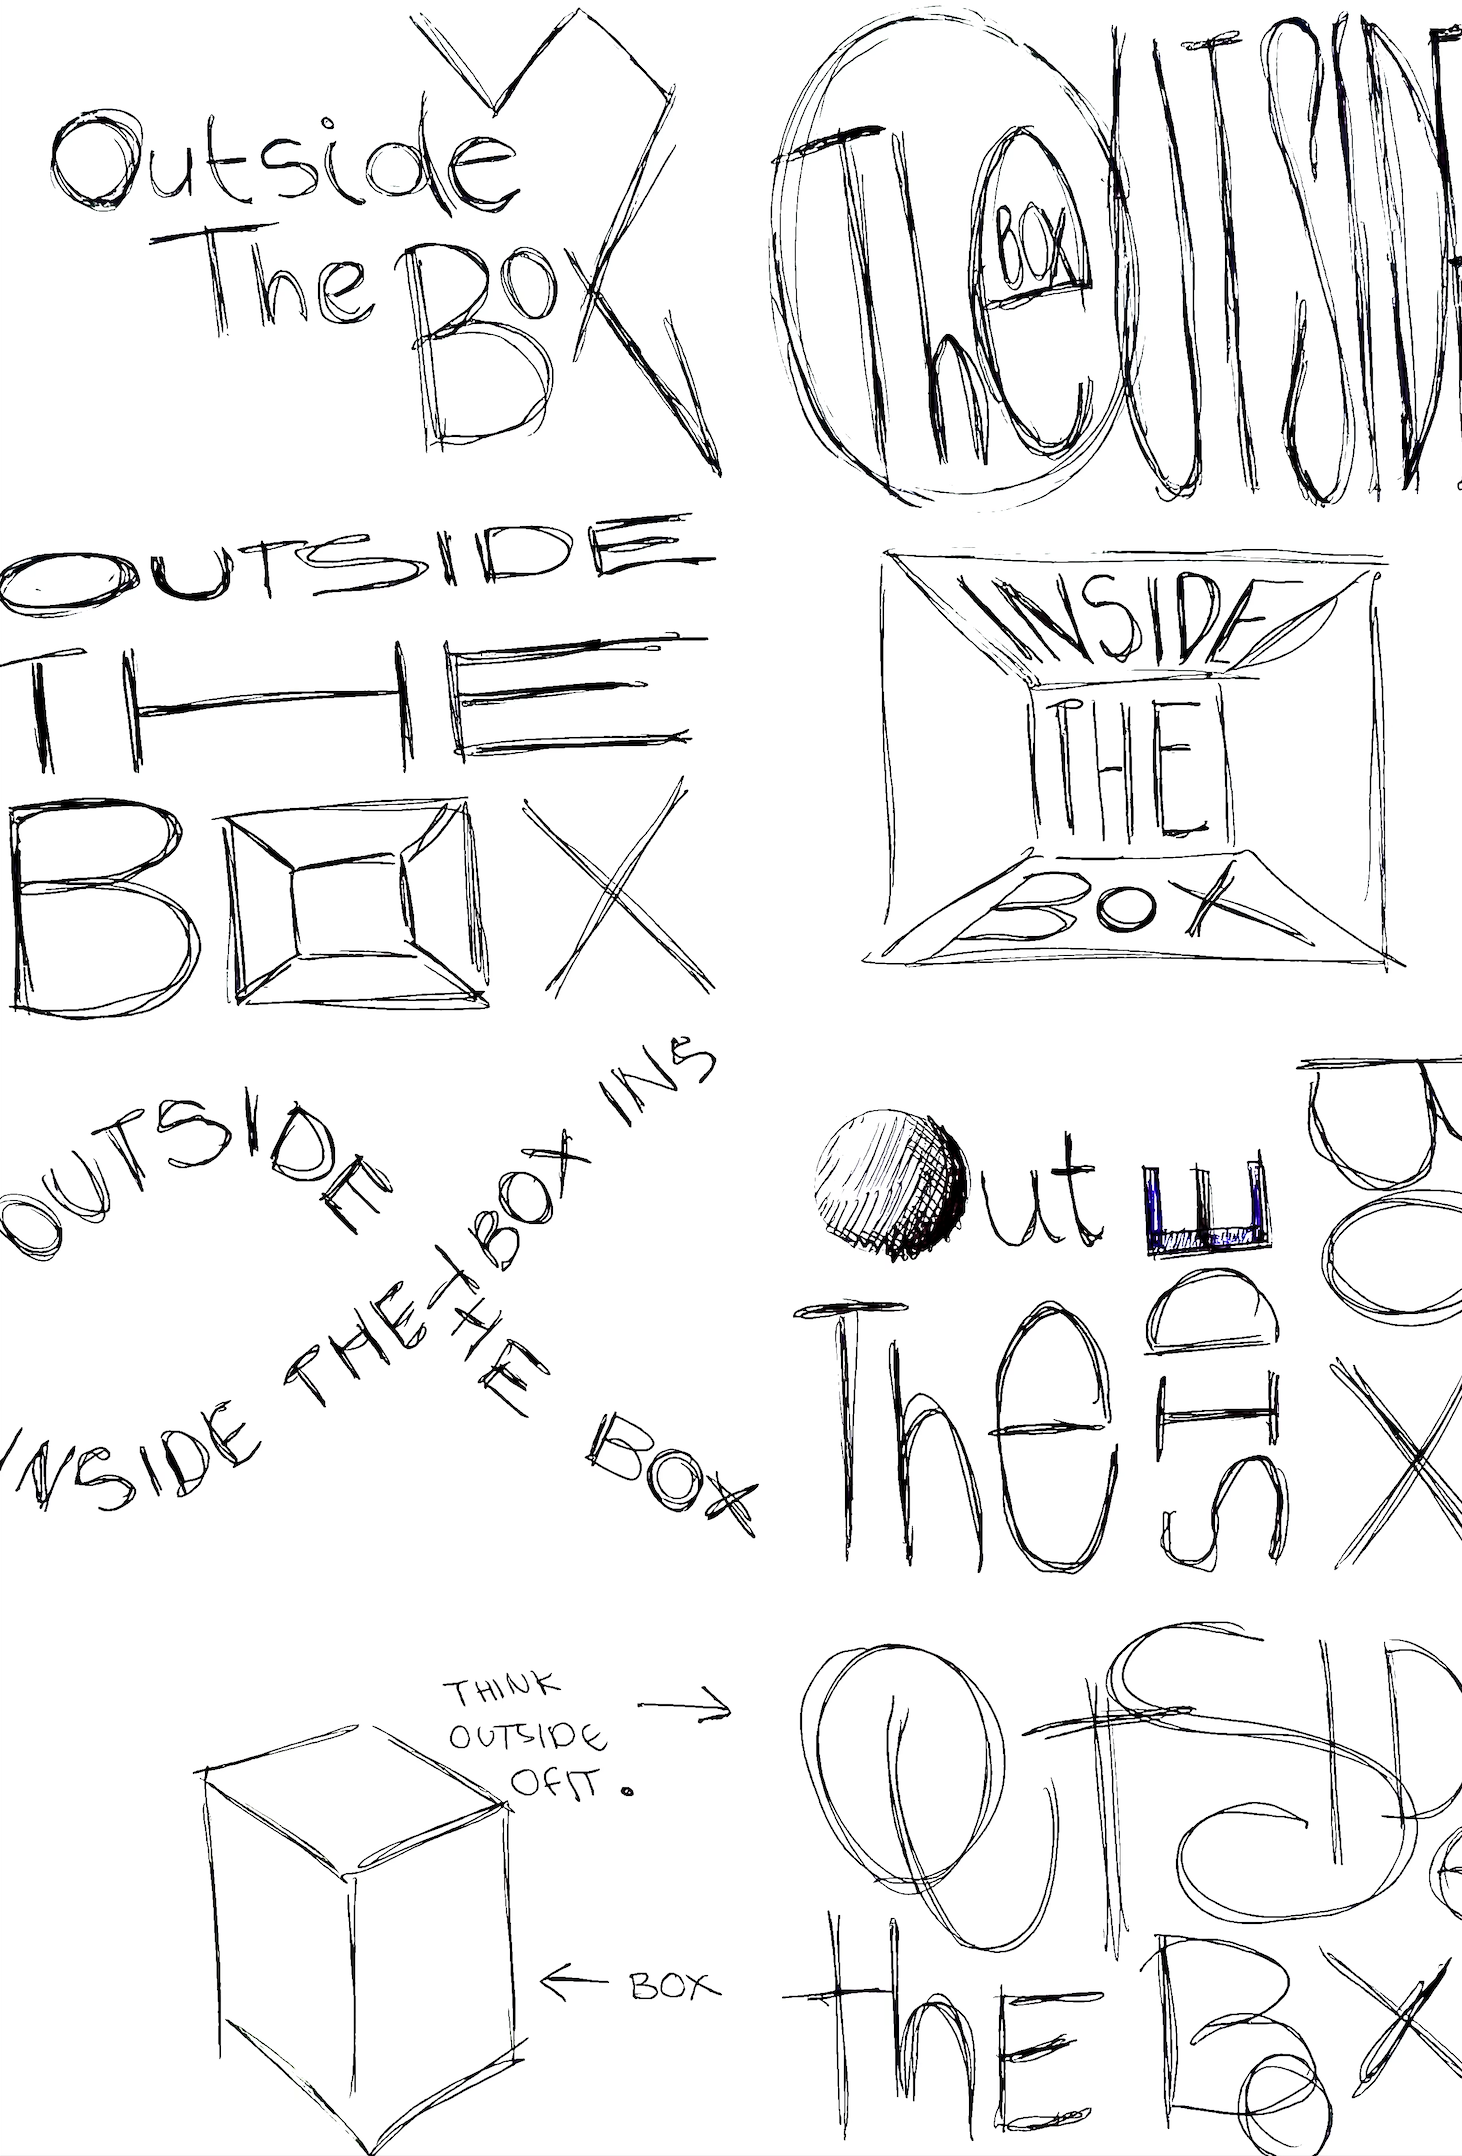 Outside
The BOX
OUTSIDE
The
BOX
OUTSIDE
THE
BOX
INSIDE
THE
BOX
OUTSIDE THE BOX
INSIDE THE BOX INS
Out
SIDE
The
BOX
THINK
OUTSIDE
OF IT.
BOX
OUTSIDe
thE BOX